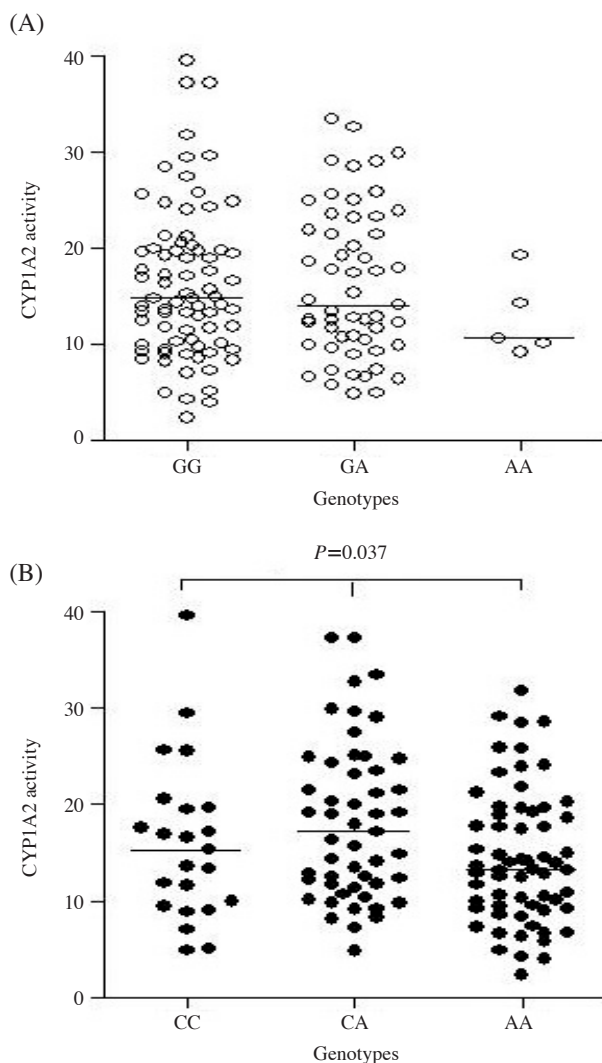 (A)
40
30
20
10
0
CYP1A2 activity
GG GA AA
Genotypes
P=0.037
(B)
40
30
20
10
0
CYP1A2 activity
CC CA AA
Genotypes